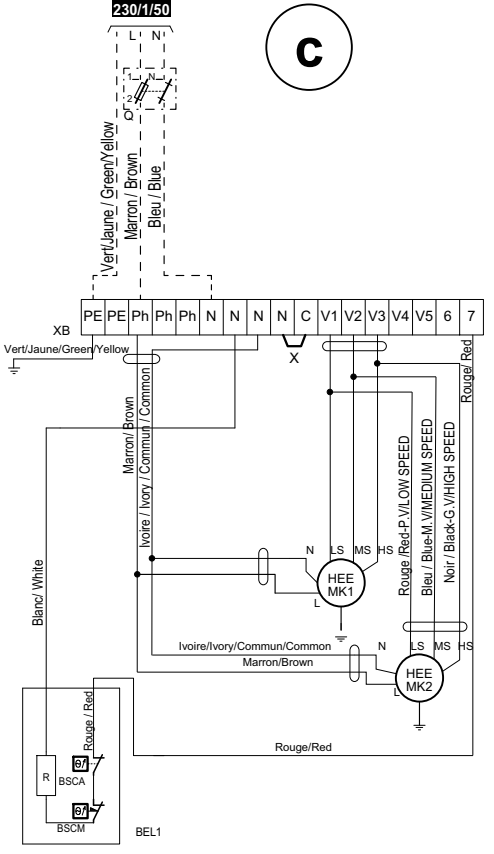 230/1/50
L N
C
1 N
2
Q
Vert/Jaune / Green/Yellow
Marron / Brown
Bleu / Blue
PE PE Ph Ph Ph N N N N C V1 V2 V3 V4 V5 6 7
XB
X
Vert/Jaune/Green/Yellow
Rouge/ Red
Marron/ Brown
Ivoire / Ivory / Commun / Common
Rouge /Red-P.V/LOW SPEED
Bleu / Blue-M.V/MEDIUM SPEED
Noir / Black-G.V/HIGH SPEED
N LS MS HS
HEE
MK1
L
Blanc/ White
Ivoire/Ivory/Commun/Common
Marron/Brown
N LS MS HS
HEE
MK2
L
Rouge / Red
Rouge/Red
R
θ/
BSCA
θ/
BSCM
BEL1